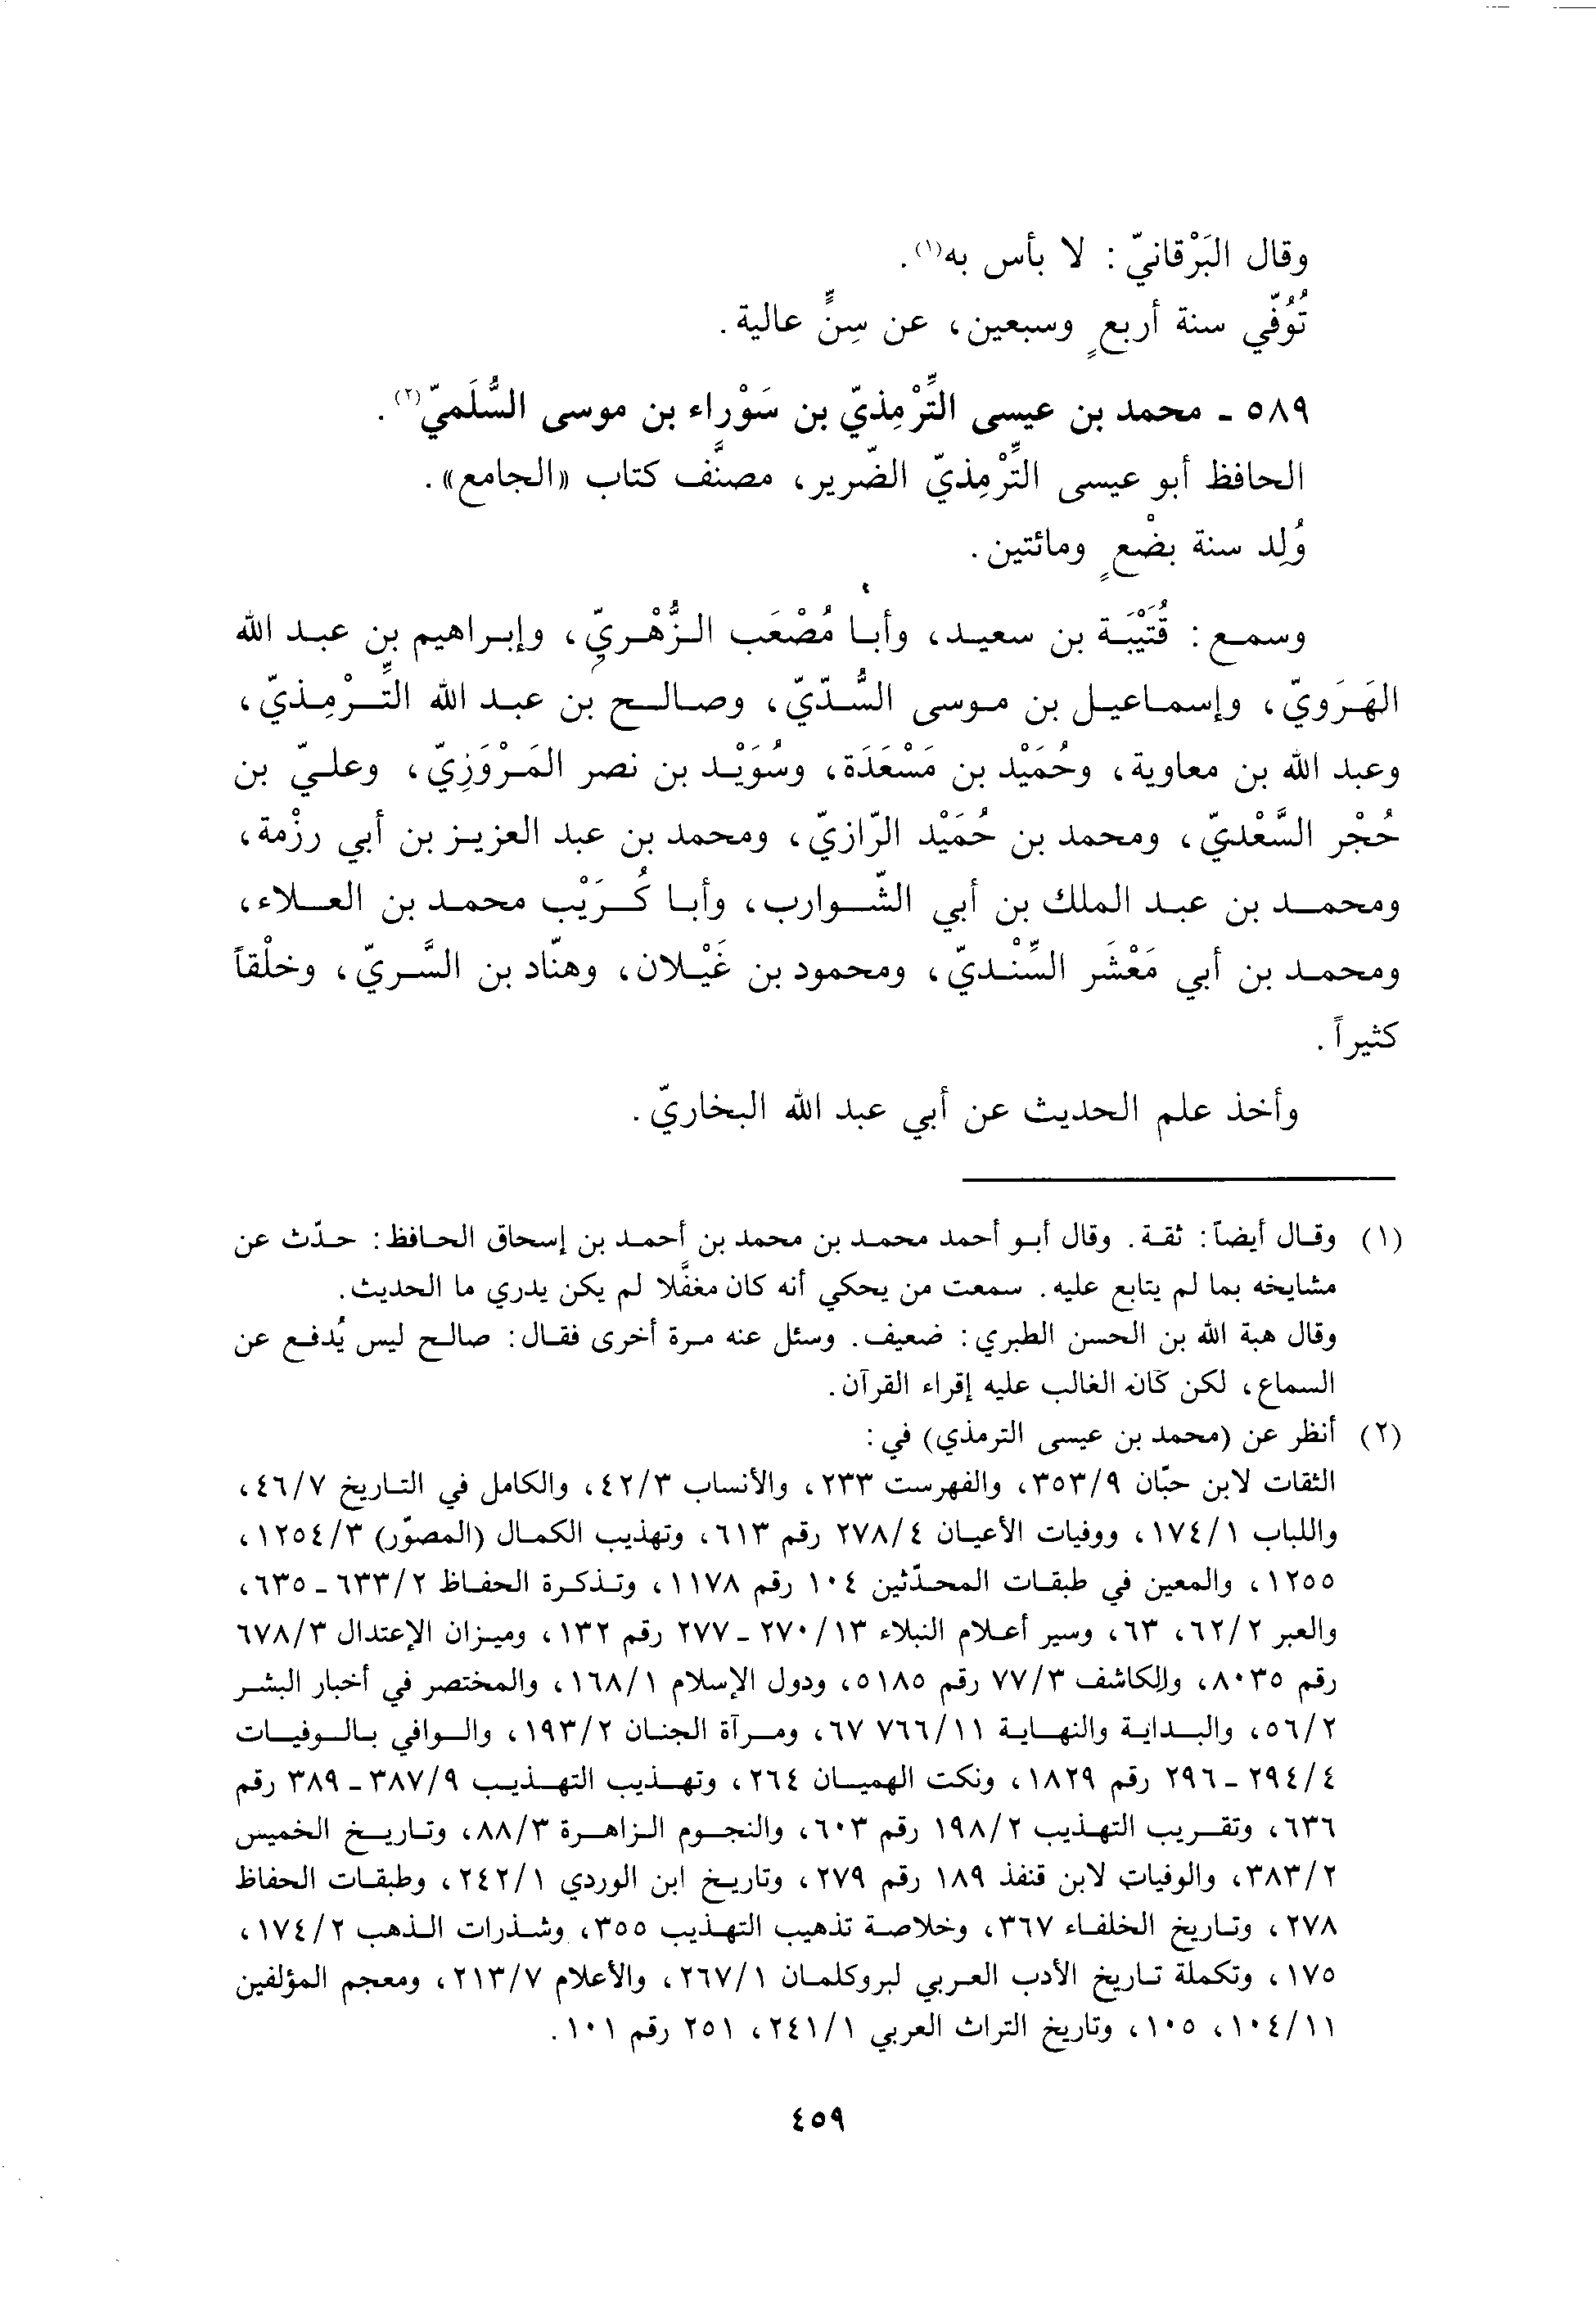 وقال البَرْقانيّ: لا بأس به(١).
تُوُفّي سنة أربعٍ وسبعين، عن سِنٍّ عالية.
٥٨٩ ـ محمد بن عيسى التِّرْمِذيّ بن سَوْراء بن موسى السُّلَميّ(٢).
الحافظ أبو عيسى التِّرْمِذيّ الضّرير، مصنَّف كتاب «الجامع».
وُلِد سنة بضْعٍ ومائتين.
وسمع: قُتَيْبَة بن سعيد، وأبا مُصْعَب الزُّهْريّ، وإبراهيم بن عبد الله
الهَرَويّ، وإسماعيل بن موسى السُّدّيّ، وصالح بن عبد الله التِّرْمِذيّ،
وعبد الله بن معاوية، وحُمَيْد بن مَسْعَدَة، وسُوَيْد بن نصر المَرْوَزِيّ، وعليّ بن
حُجْر السَّعْديّ، ومحمد بن حُمَيْد الرّازيّ، ومحمد بن عبد العزيز بن أبي رزْمة،
ومحمد بن عبد الملك بن أبي الشّوارب، وأبا كُرَيْب محمد بن العلاء،
ومحمد بن أبي مَعْشَر السِّنْديّ، ومحمود بن غَيْلان، وهنّاد بن السَّريّ، وخلْقاً
كثيراً.
وأخذ علم الحديث عن أبي عبد الله البخاريّ.
(١) وقال أيضاً: ثقة. وقال أبو أحمد محمد بن محمد بن أحمد بن إسحاق الحافظ: حدّث عن
مشايخه بما لم يتابع عليه. سمعت من يحكي أنه كان مغفَّلا لم يكن يدري ما الحديث.
وقال هبة الله بن الحسن الطبري: ضعيف. وسئل عنه مرة أخرى فقال: صالح ليس يُدفع عن
السماع، لكن كان الغالب عليه إقراء القرآن.
(٢) أنظر عن (محمد بن عيسى الترمذي) في:
الثقات لابن حبّان ٣٥٣/٩، والفهرست ٢٣٣، والأنساب ٤٢/٣، والكامل في التاريخ ٤٦/٧،
واللباب ١٧٤/١، ووفيات الأعيان ٢٧٨/٤ رقم ٦١٣، وتهذيب الكمال (المصوّر) ١٢٥٤/٣،
١٢٥٥، والمعين في طبقات المحدّثين ١٠٤ رقم ١١٧٨، وتذكرة الحفاظ ٦٣٣/٢ ـ ٦٣٥،
والعبر ٦٢/٢، ٦٣، وسير أعلام النبلاء ٢٧٠/١٣ ـ ٢٧٧ رقم ١٣٢، وميزان الإعتدال ٦٧٨/٣
رقم ٨٠٣٥، والكاشف ٧٧/٣ رقم ٥١٨٥، ودول الإسلام ١٦٨/١، والمختصر في أخبار البشر
٥٦/٢، والبداية والنهاية ٧٦٦/١١ ٦٧، ومرآة الجنان ١٩٣/٢، والوافي بالوفيات
٢٩٤/٤ ـ ٢٩٦ رقم ١٨٢٩، ونكت الهميان ٢٦٤، وتهذيب التهذيب ٣٨٧/٩ ـ ٣٨٩ رقم
٦٣٦، وتقريب التهذيب ١٩٨/٢ رقم ٦٠٣، والنجوم الزاهرة ٨٨/٣، وتاريخ الخميس
٣٨٣/٢، والوفيات لابن قنفذ ١٨٩ رقم ٢٧٩، وتاريخ ابن الوردي ٢٤٢/١، وطبقات الحفاظ
٢٧٨، وتاريخ الخلفاء ٣٦٧، وخلاصة تذهيب التهذيب ٣٥٥، وشذرات الذهب ١٧٤/٢،
١٧٥، وتكملة تاريخ الأدب العربي لبروكلمان ٢٦٧/١، والأعلام ٢١٣/٧، ومعجم المؤلفين
١٠٤/١١، ١٠٥، وتاريخ التراث العربي ٢٤١/١، ٢٥١ رقم ١٠١.
٤٥٩